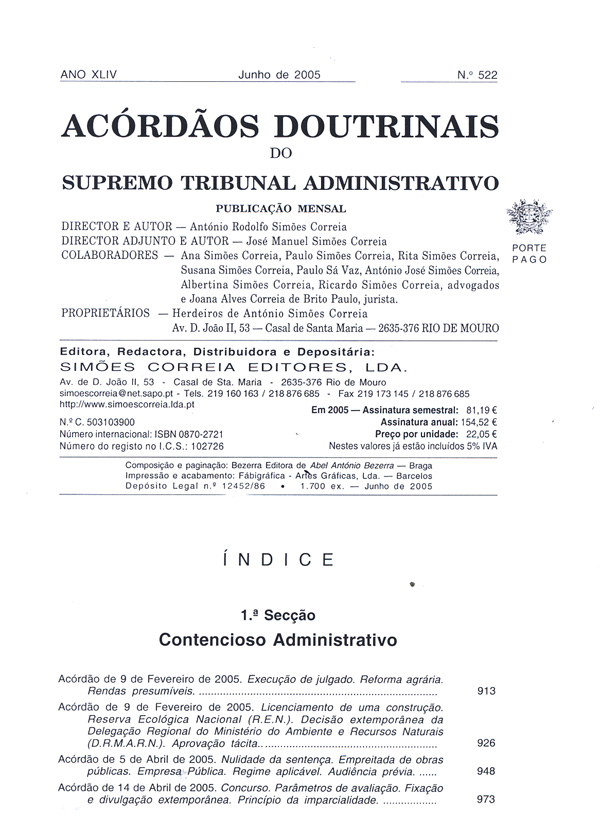 ANO XLIV Junho de 2005 N.º 522
ACÓRDÃOS DOUTRINAIS
DO
SUPREMO TRIBUNAL ADMINISTRATIVO
PUBLICAÇÃO MENSAL
DIRECTOR E AUTOR — António Rodolfo Simões Correia
DIRECTOR ADJUNTO E AUTOR — José Manuel Simões Correia
COLABORADORES — Ana Simões Correia, Paulo Simões Correia, Rita Simões Correia,
Susana Simões Correia, Paulo Sá Vaz, António José Simões Correia,
Albertina Simões Correia, Ricardo Simões Correia, advogados
e Joana Alves Correia de Brito Paulo, jurista.
PROPRIETÁRIOS — Herdeiros de António Simões Correia
Av. D. João II, 53 — Casal de Santa Maria — 2635-376 RIO DE MOURO
PORTE
PAGO
Editora, Redactora, Distribuidora e Depositária:
SIMÕES CORREIA EDITORES, LDA.
Av. de D. João II, 53 - Casal de Sta. Maria - 2635-376 Rio de Mouro
simoescorreia@net.sapo.pt - Tels. 219 160 163 / 218 876 685 - Fax 219 173 145 / 218 876 685
http://www.simoescorreia.lda.pt
Em 2005 — Assinatura semestral: 81,19 €
N.º C. 503103900 Assinatura anual: 154,52 €
Número internacional: ISBN 0870-2721 Preço por unidade: 22,05 €
Número do registo no I.C.S.: 102726 Nestes valores já estão incluídos 5% IVA
Composição e paginação: Bezerra Editora de Abel António Bezerra — Braga
Impressão e acabamento: Fábigráfica - Artes Gráficas, Lda. — Barcelos
Depósito Legal n.º 12452/86 • 1.700 ex. — Junho de 2005
ÍNDICE
1.ª Secção
Contencioso Administrativo
Acórdão de 9 de Fevereiro de 2005. Execução de julgado. Reforma agrária.
Rendas presumíveis. ........................................................................ 913
Acórdão de 9 de Fevereiro de 2005. Licenciamento de uma construção.
Reserva Ecológica Nacional (R.E.N.). Decisão extemporânea da
Delegação Regional do Ministério do Ambiente e Recursos Naturais
(D.R.M.A.R.N.). Aprovação tácita...................................................... 926
Acórdão de 5 de Abril de 2005. Nulidade da sentença. Empreitada de obras
públicas. Empresa Pública. Regime aplicável. Audiência prévia. ...... 948
Acórdão de 14 de Abril de 2005. Concurso. Parâmetros de avaliação. Fixação
e divulgação extemporânea. Princípio da imparcialidade. .................. 973